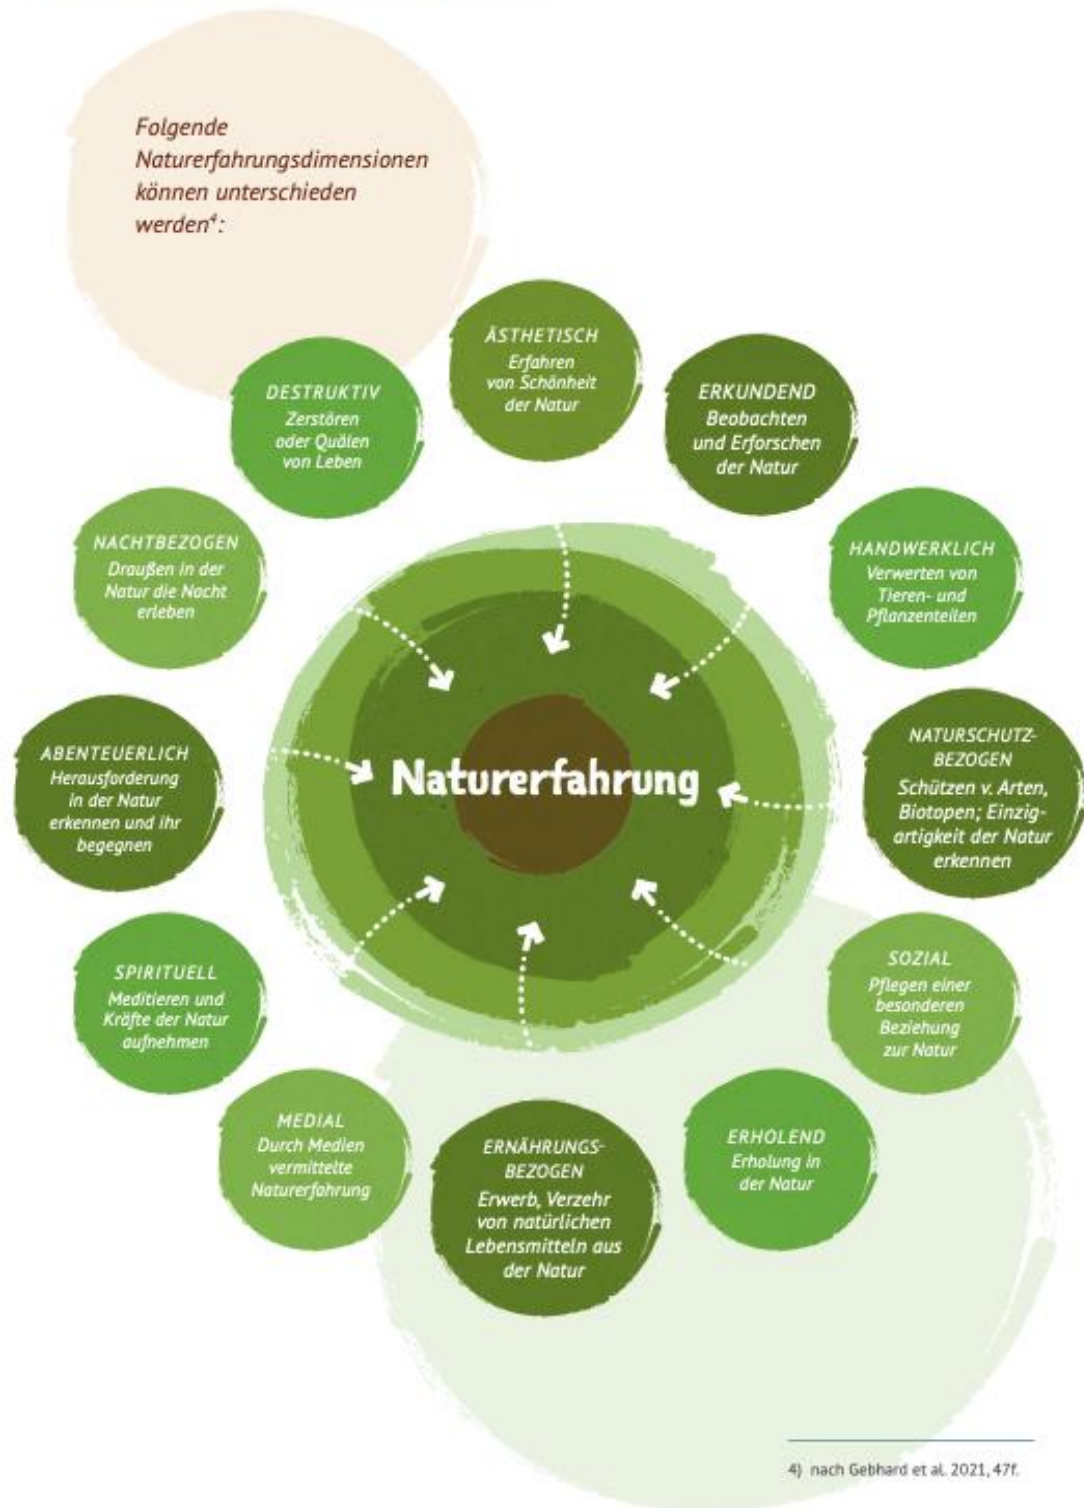 Folgende
Naturerfahrungsdimensionen
können unterschieden
werden⁴:
ÄSTHETISCH
Erfahren
von Schönheit
der Natur
ERKUNDEND
Beobachten
und Erforschen
der Natur
HANDWERKLICH
Verwerten von
Tieren- und
Pflanzenteilen
NATURSCHUTZ-
BEZOGEN
Schützen v. Arten,
Biotopen; Einzig-
artigkeit der Natur
erkennen
SOZIAL
Pflegen einer
besonderen
Beziehung
zur Natur
ERHOLEND
Erholung in
der Natur
ERNÄHRUNGS-
BEZOGEN
Erwerb, Verzehr
von natürlichen
Lebensmitteln aus
der Natur
MEDIAL
Durch Medien
vermittelte
Naturerfahrung
SPIRITUELL
Meditieren und
Kräfte der Natur
aufnehmen
ABENTEUERLICH
Herausforderung
in der Natur
erkennen und ihr
begegnen
NACHTBEZOGEN
Draußen in der
Natur die Nacht
erleben
DESTRUKTIV
Zerstören
oder Quälen
von Leben
Naturerfahrung
4) nach Gebhard et al. 2021, 47f.